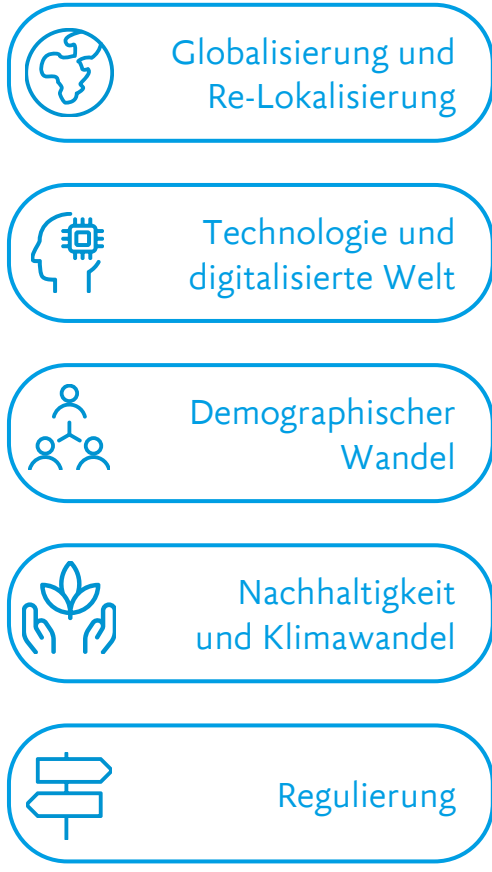 Globalisierung und
Re-Lokalisierung
Technologie und
digitalisierte Welt
Demographischer
Wandel
Nachhaltigkeit
und Klimawandel
Regulierung